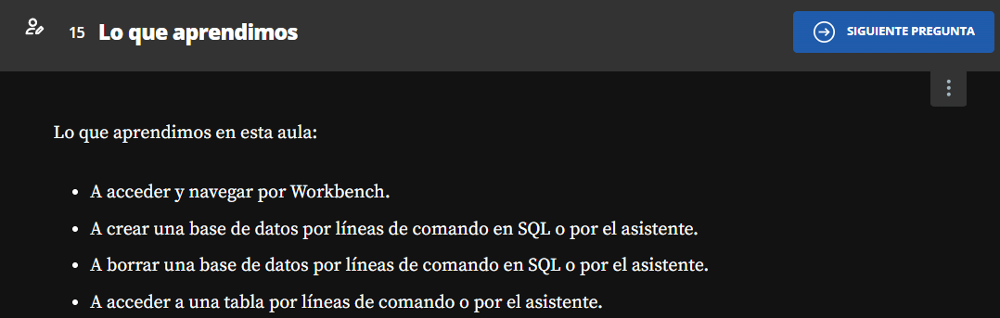 15 Lo que aprendimos
SIGUIENTE PREGUNTA
Lo que aprendimos en esta aula:
• A acceder y navegar por Workbench.
• A crear una base de datos por líneas de comando en SQL o por el asistente.
• A borrar una base de datos por líneas de comando en SQL o por el asistente.
• A acceder a una tabla por líneas de comando o por el asistente.